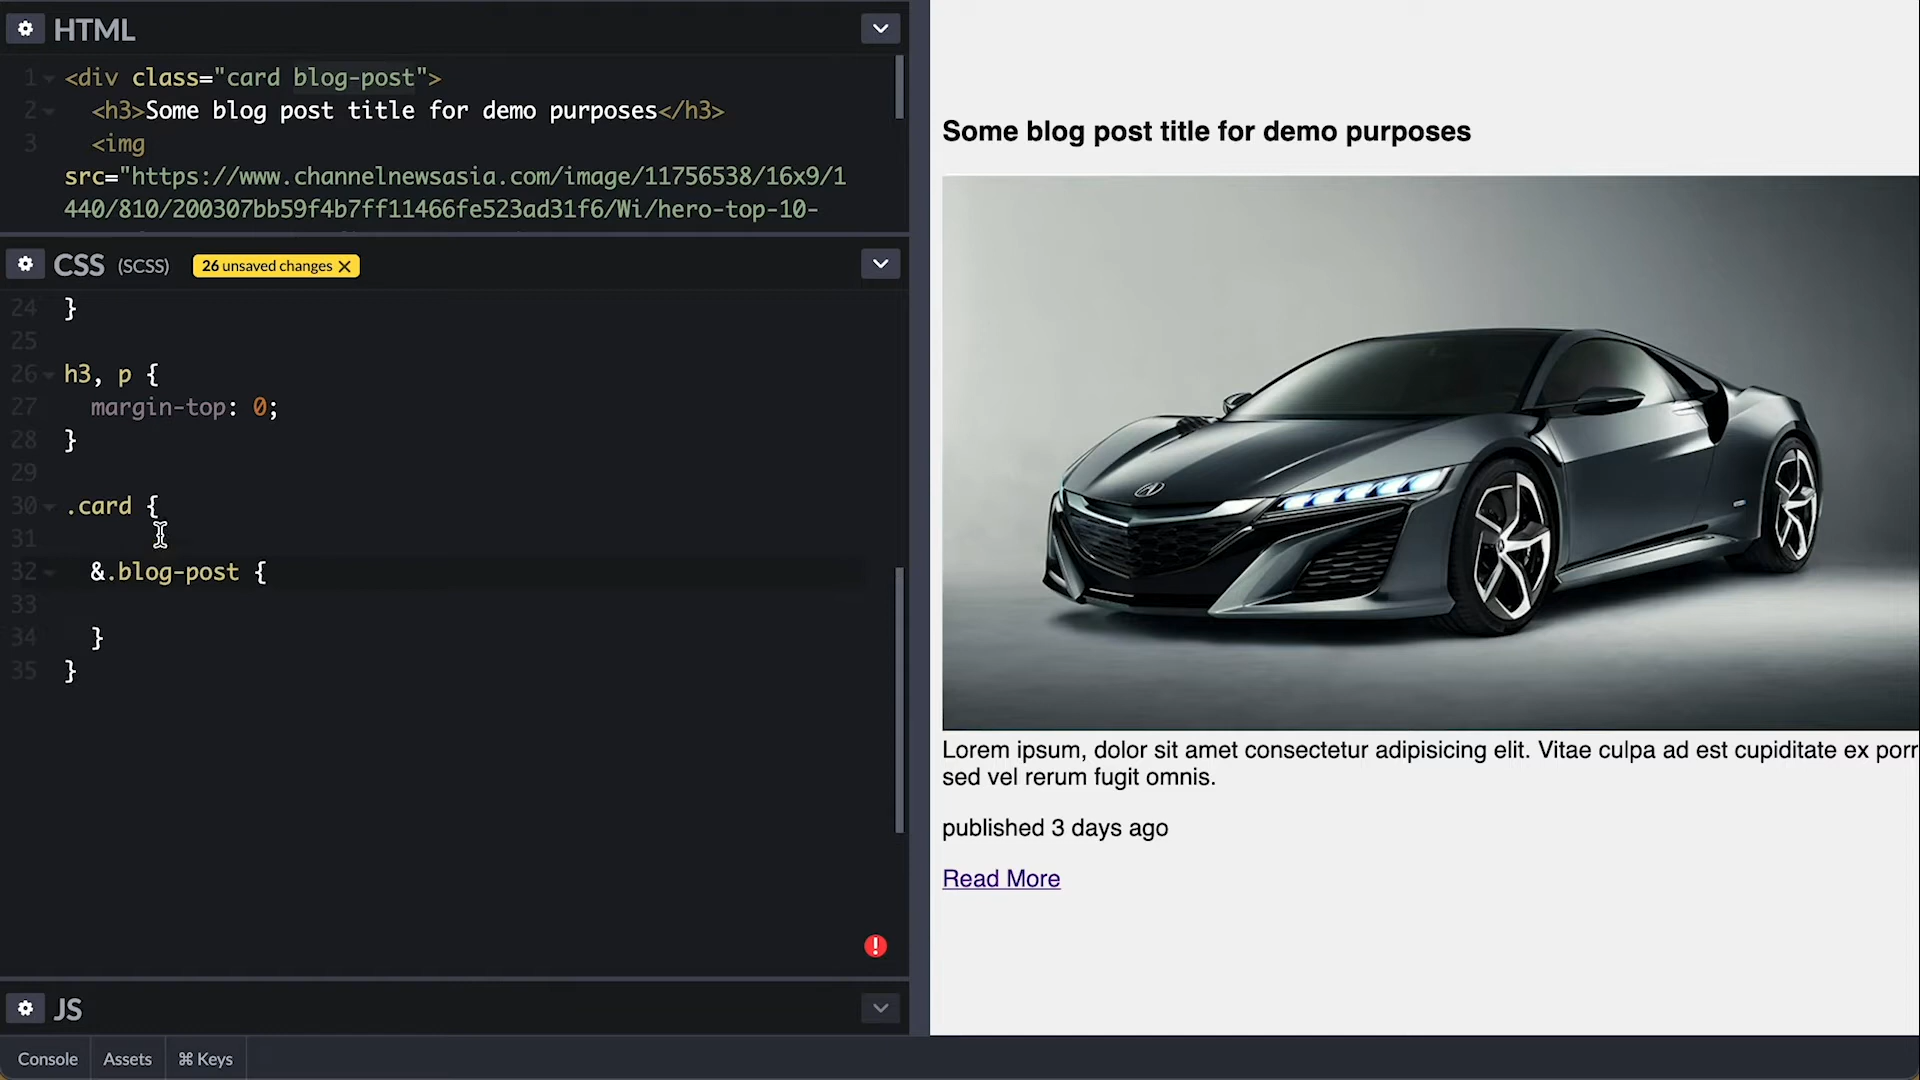 HTML
1 <div class="card blog-post">
2 <h3>Some blog post title for demo purposes</h3>
3 <img
src="https://www.channelnewsasia.com/image/11756538/16x9/1
440/810/200307bb59f4b7ff11466fe523ad31f6/Wi/hero-top-10-
CSS (SCSS) 26 unsaved changes X
24 }
25
26 h3, p {
27 margin-top: 0;
28 }
29
30 .card {
31
32 &.blog-post {
33
34 }
35 }
JS
Console Assets ⌘ Keys
Some blog post title for demo purposes
Lorem ipsum, dolor sit amet consectetur adipisicing elit. Vitae culpa ad est cupiditate ex porr
sed vel rerum fugit omnis.
published 3 days ago
Read More